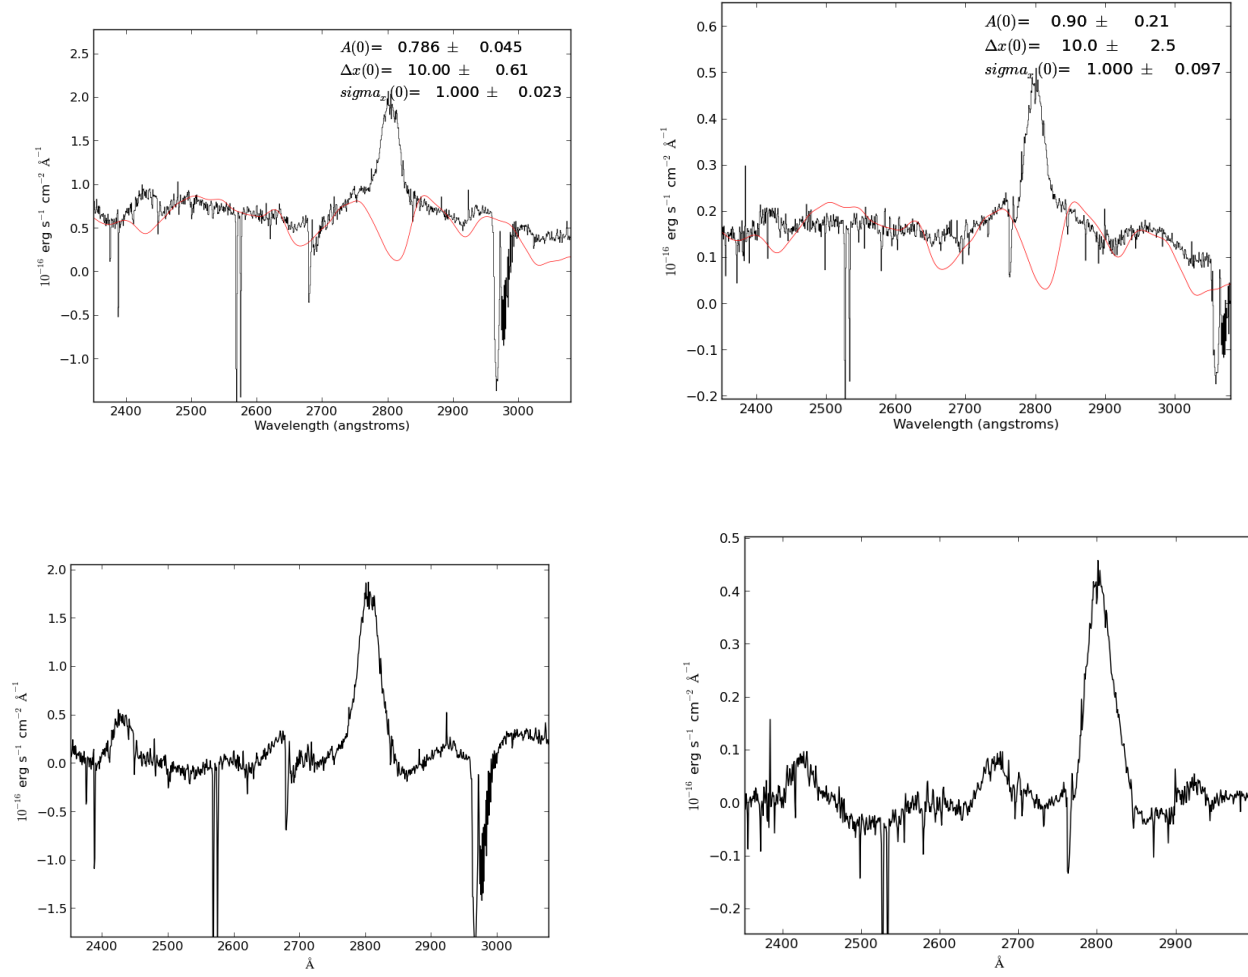 A(0)= 0.786 ± 0.045
Δx(0)= 10.00 ± 0.61
sigmaₓ(0)= 1.000 ± 0.023
2.5
2.0
1.5
1.0
0.5
0.0
−0.5
−1.0
10⁻¹⁶ erg s⁻¹ cm⁻² Å⁻¹
2400 2500 2600 2700 2800 2900 3000
Wavelength (angstroms)
A(0)= 0.90 ± 0.21
Δx(0)= 10.0 ± 2.5
sigmaₓ(0)= 1.000 ± 0.097
0.6
0.5
0.4
0.3
0.2
0.1
0.0
−0.1
−0.2
10⁻¹⁶ erg s⁻¹ cm⁻² Å⁻¹
2400 2500 2600 2700 2800 2900 3000
Wavelength (angstroms)
2.0
1.5
1.0
0.5
0.0
−0.5
−1.0
−1.5
10⁻¹⁶ erg s⁻¹ cm⁻² Å⁻¹
2400 2500 2600 2700 2800 2900 3000
Å
0.5
0.4
0.3
0.2
0.1
0.0
−0.1
−0.2
10⁻¹⁶ erg s⁻¹ cm⁻² Å⁻¹
2400 2500 2600 2700 2800 2900
Å